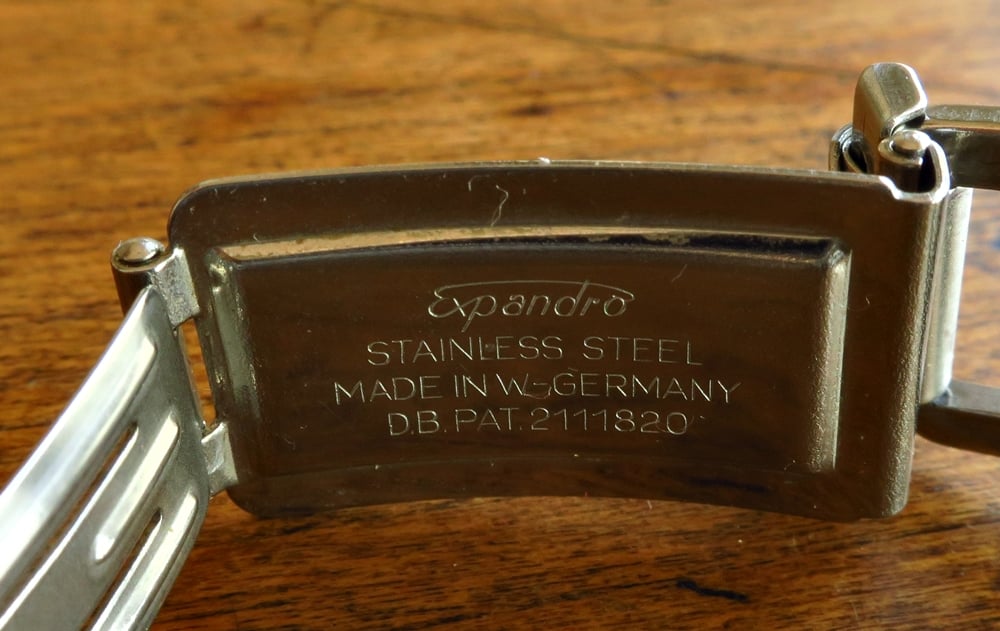 Expandro
STAINLESS STEEL
MADE IN W-GERMANY
D.B. PAT. 2111820